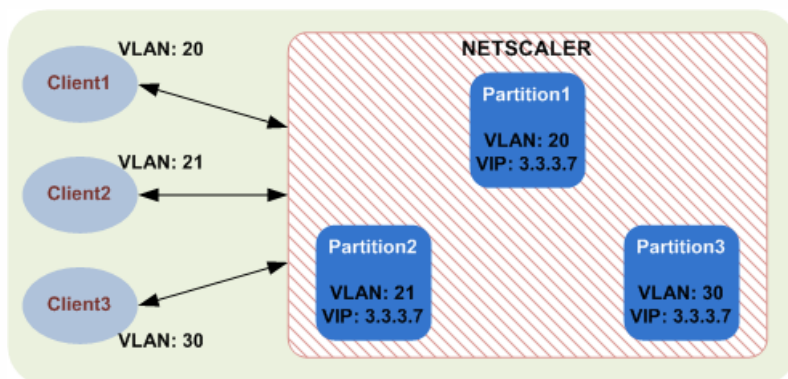 VLAN: 20
Client1
VLAN: 21
Client2
Client3
VLAN: 30
NETSCALER
Partition1
VLAN: 20
VIP: 3.3.3.7
Partition2
VLAN: 21
VIP: 3.3.3.7
Partition3
VLAN: 30
VIP: 3.3.3.7